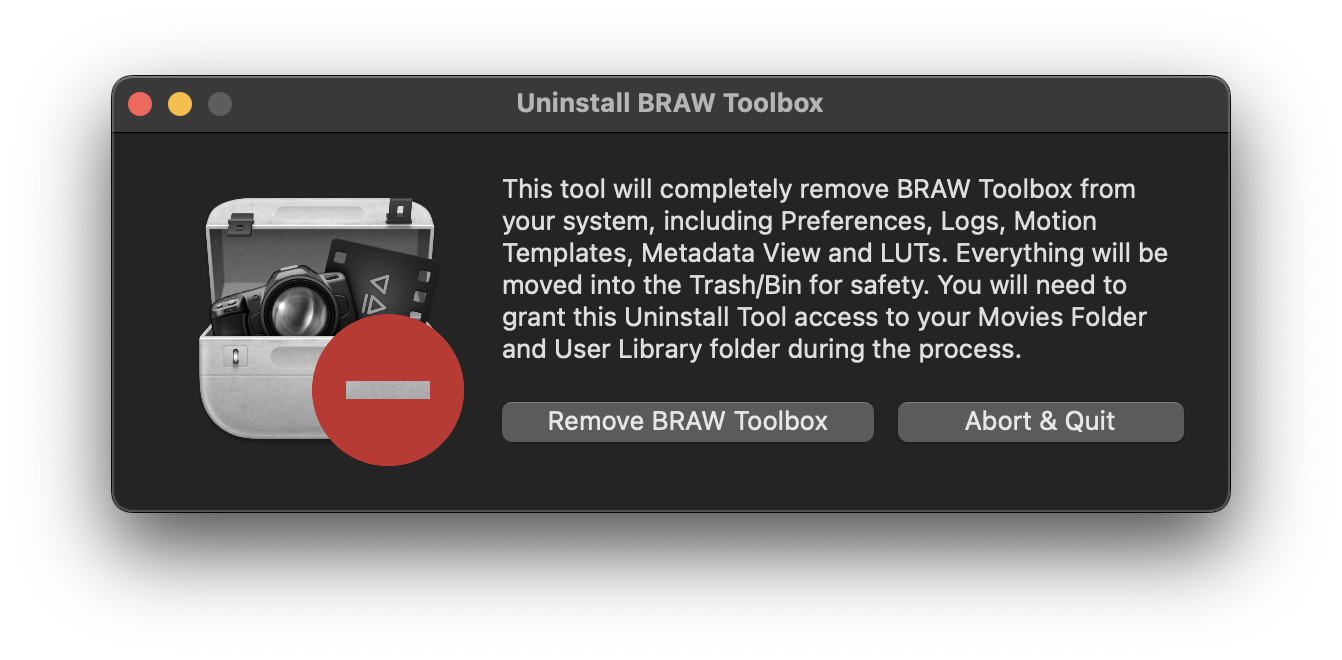 Uninstall BRAW Toolbox
This tool will completely remove BRAW Toolbox from
your system, including Preferences, Logs, Motion
Templates, Metadata View and LUTs. Everything will be
moved into the Trash/Bin for safety. You will need to
grant this Uninstall Tool access to your Movies Folder
and User Library folder during the process.
Remove BRAW Toolbox
Abort & Quit